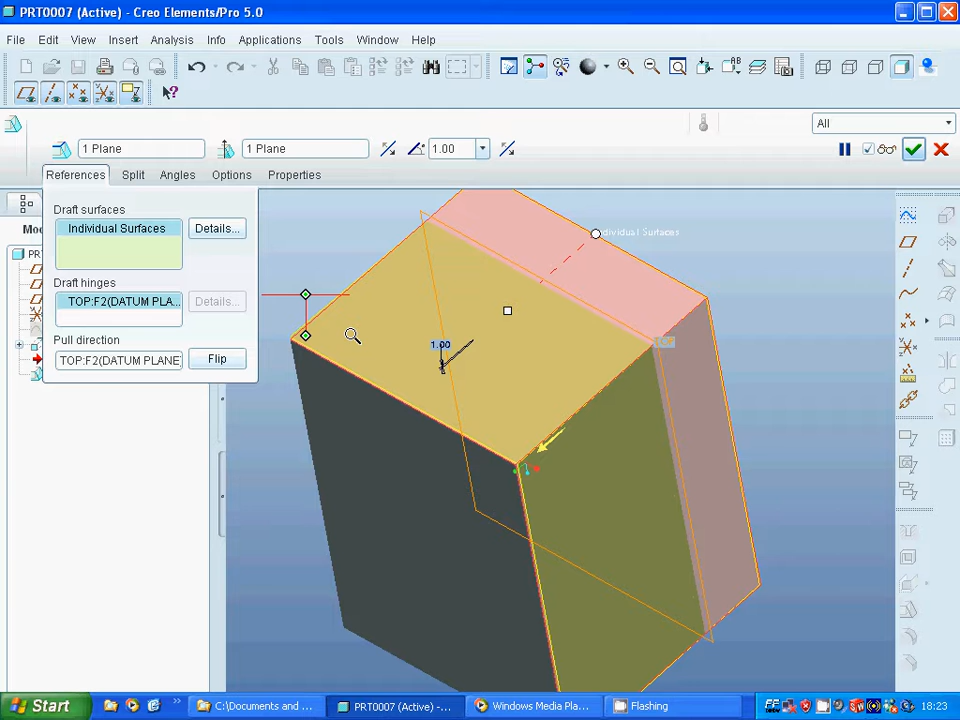 PRT0007 (Active) - Creo Elements/Pro 5.0
File Edit View Insert Analysis Info Applications Tools Window Help
1 Plane 1 Plane 1.00
All
References Split Angles Options Properties
Draft surfaces
Individual Surfaces Details...
Draft hinges
TOP:F2(DATUM PLA... Details...
Pull direction
TOP:F2(DATUM PLANE Flip
Mo
PR
1.00
Start C:\Documents and ... PRT0007 (Active) -... Windows Media Pla... Flashing 18:23